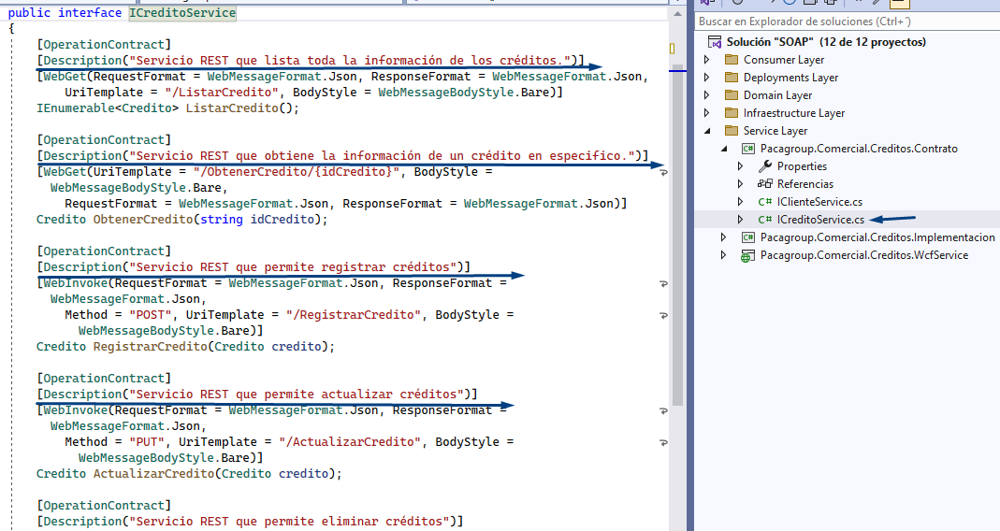 public interface ICreditoService
{
[OperationContract]
[Description("Servicio REST que lista toda la información de los créditos.")]
[WebGet(RequestFormat = WebMessageFormat.Json, ResponseFormat = WebMessageFormat.Json,
UriTemplate = "/ListarCredito", BodyStyle = WebMessageBodyStyle.Bare)]
IEnumerable<Credito> ListarCredito();
[OperationContract]
[Description("Servicio REST que obtiene la información de un crédito en especifico.")]
[WebGet(UriTemplate = "/ObtenerCredito/{idCredito}", BodyStyle =
WebMessageBodyStyle.Bare,
RequestFormat = WebMessageFormat.Json, ResponseFormat = WebMessageFormat.Json)]
Credito ObtenerCredito(string idCredito);
[OperationContract]
[Description("Servicio REST que permite registrar créditos")]
[WebInvoke(RequestFormat = WebMessageFormat.Json, ResponseFormat =
WebMessageFormat.Json,
Method = "POST", UriTemplate = "/RegistrarCredito", BodyStyle =
WebMessageBodyStyle.Bare)]
Credito RegistrarCredito(Credito credito);
[OperationContract]
[Description("Servicio REST que permite actualizar créditos")]
[WebInvoke(RequestFormat = WebMessageFormat.Json, ResponseFormat =
WebMessageFormat.Json,
Method = "PUT", UriTemplate = "/ActualizarCredito", BodyStyle =
WebMessageBodyStyle.Bare)]
Credito ActualizarCredito(Credito credito);
[OperationContract]
[Description("Servicio REST que permite eliminar créditos")]
Buscar en Explorador de soluciones (Ctrl+´)
Solución "SOAP" (12 de 12 proyectos)
Consumer Layer
Deployments Layer
Domain Layer
Infrastructure Layer
Service Layer
C# Pacagroup.Comercial.Creditos.Contrato
Properties
Referencias
C# IClienteService.cs
C# ICreditoService.cs
C# Pacagroup.Comercial.Creditos.Implementacion
Pacagroup.Comercial.Creditos.WcfService